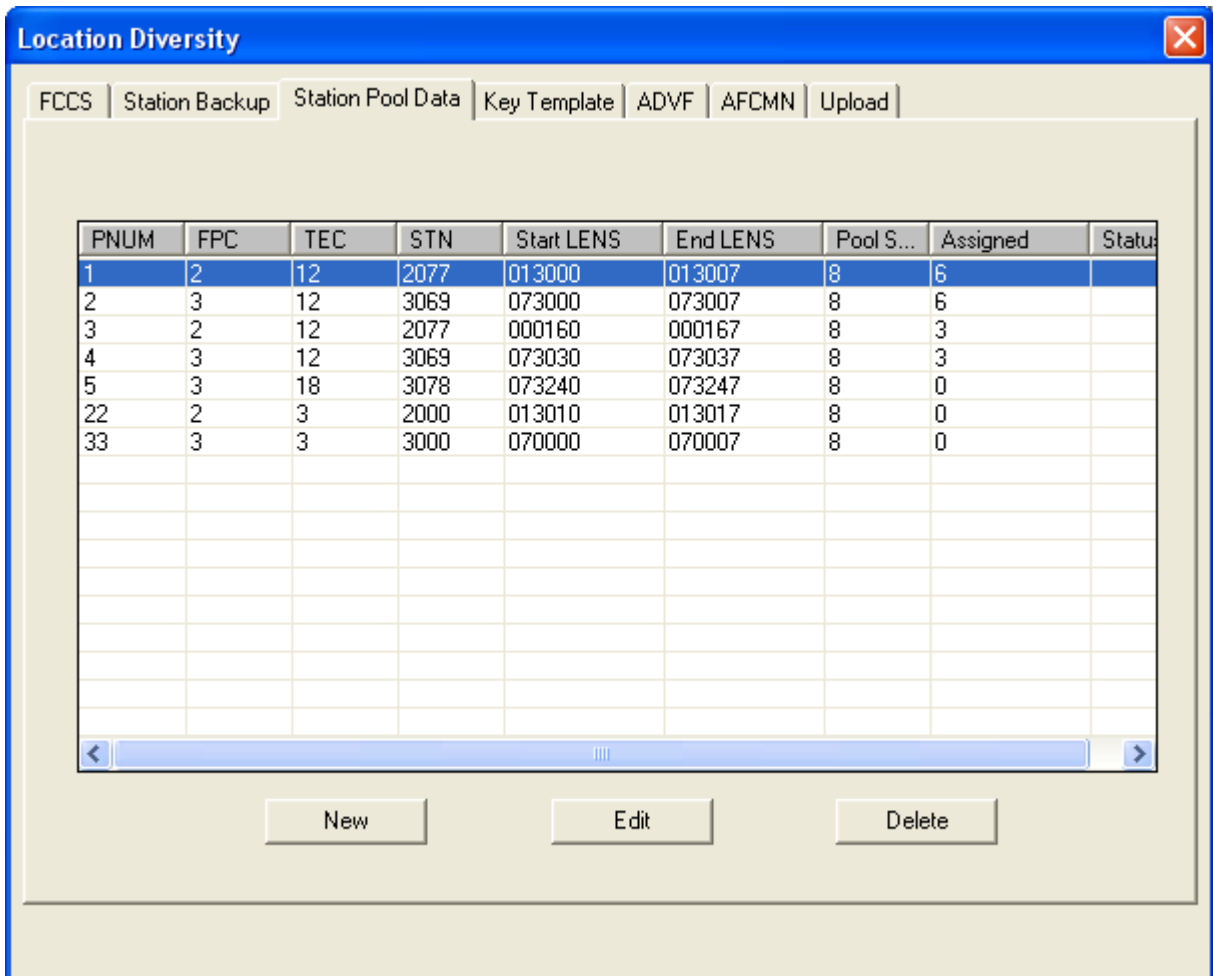 Location Diversity
FCCS Station Backup Station Pool Data Key Template ADVF AFCMN Upload
PNUM FPC TEC STN Start LENS End LENS Pool S... Assigned Status
1 2 12 2077 013000 013007 8 6
2 3 12 3069 073000 073007 8 6
3 2 12 2077 000160 000167 8 3
4 3 12 3069 073030 073037 8 3
5 3 18 3078 073240 073247 8 0
22 2 3 2000 013010 013017 8 0
33 3 3 3000 070000 070007 8 0
New Edit Delete